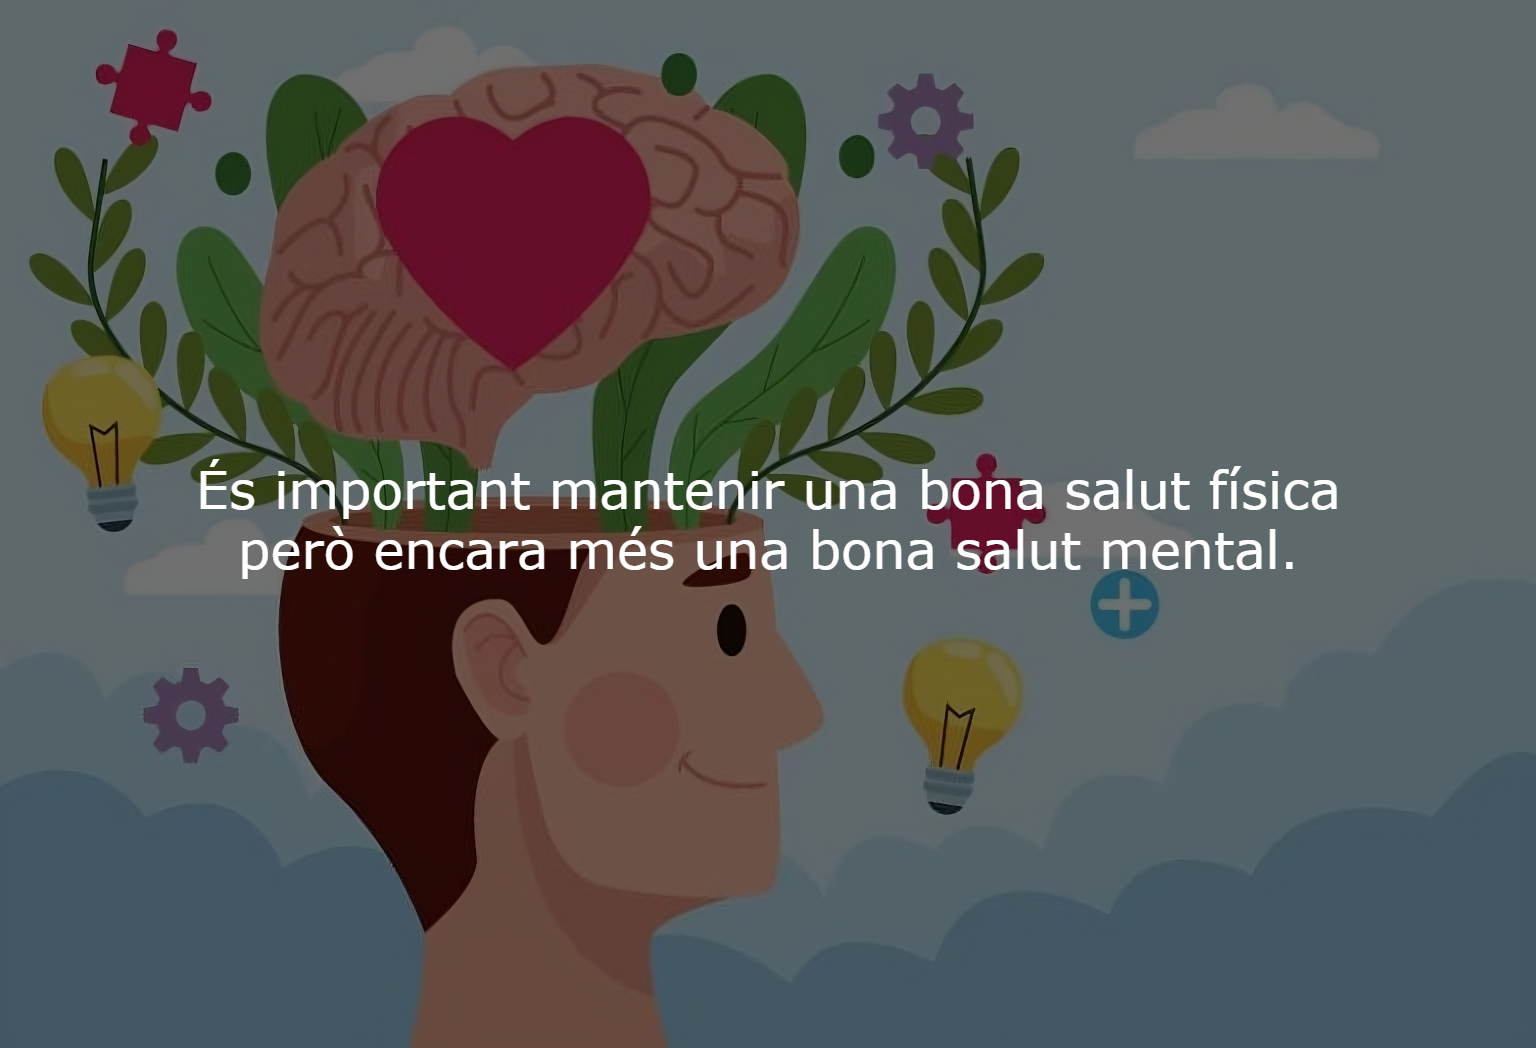 És important mantenir una bona salut física
però encara més una bona salut mental.